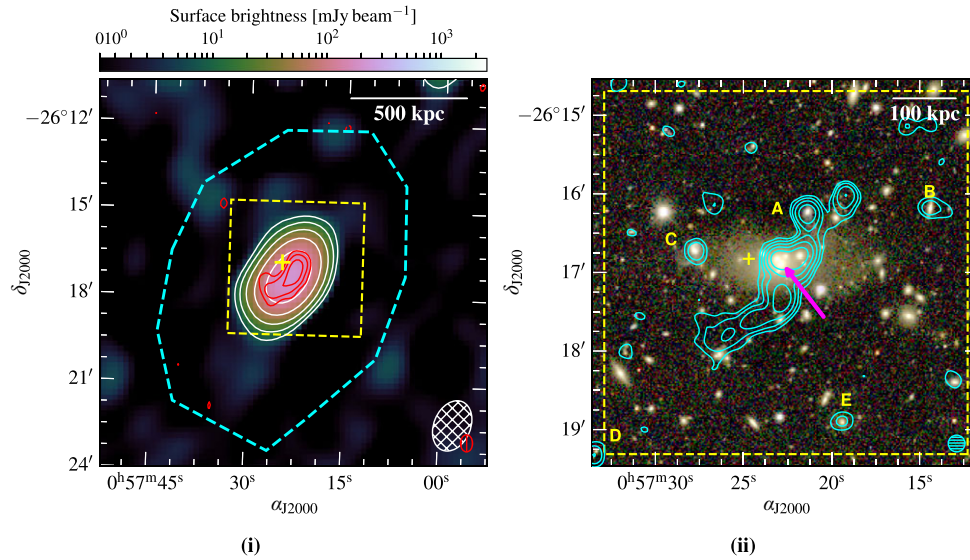 Surface brightness [mJy beam⁻¹]
010⁰ 10¹ 10² 10³
500 kpc
−26°12′
15′
18′
21′
24′
0ʰ57ᵐ45ˢ 30ˢ 15ˢ 00ˢ
δJ2000
αJ2000
(i)
100 kpc
−26°15′
16′
17′
18′
19′
A
B
C
D
E
0ʰ57ᵐ30ˢ 25ˢ 20ˢ 15ˢ
δJ2000
αJ2000
(ii)